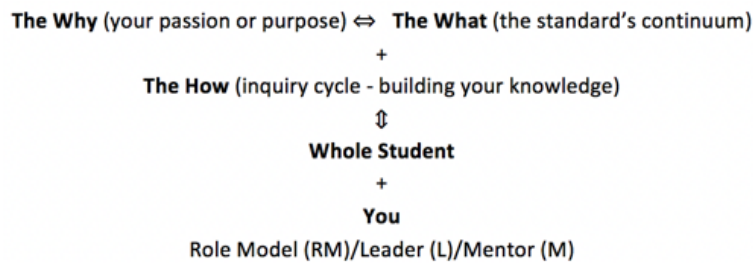 The Why (your passion or purpose) ⇔ The What (the standard's continuum)
+
The How (inquiry cycle - building your knowledge)
⇕
Whole Student
+
You
Role Model (RM)/Leader (L)/Mentor (M)